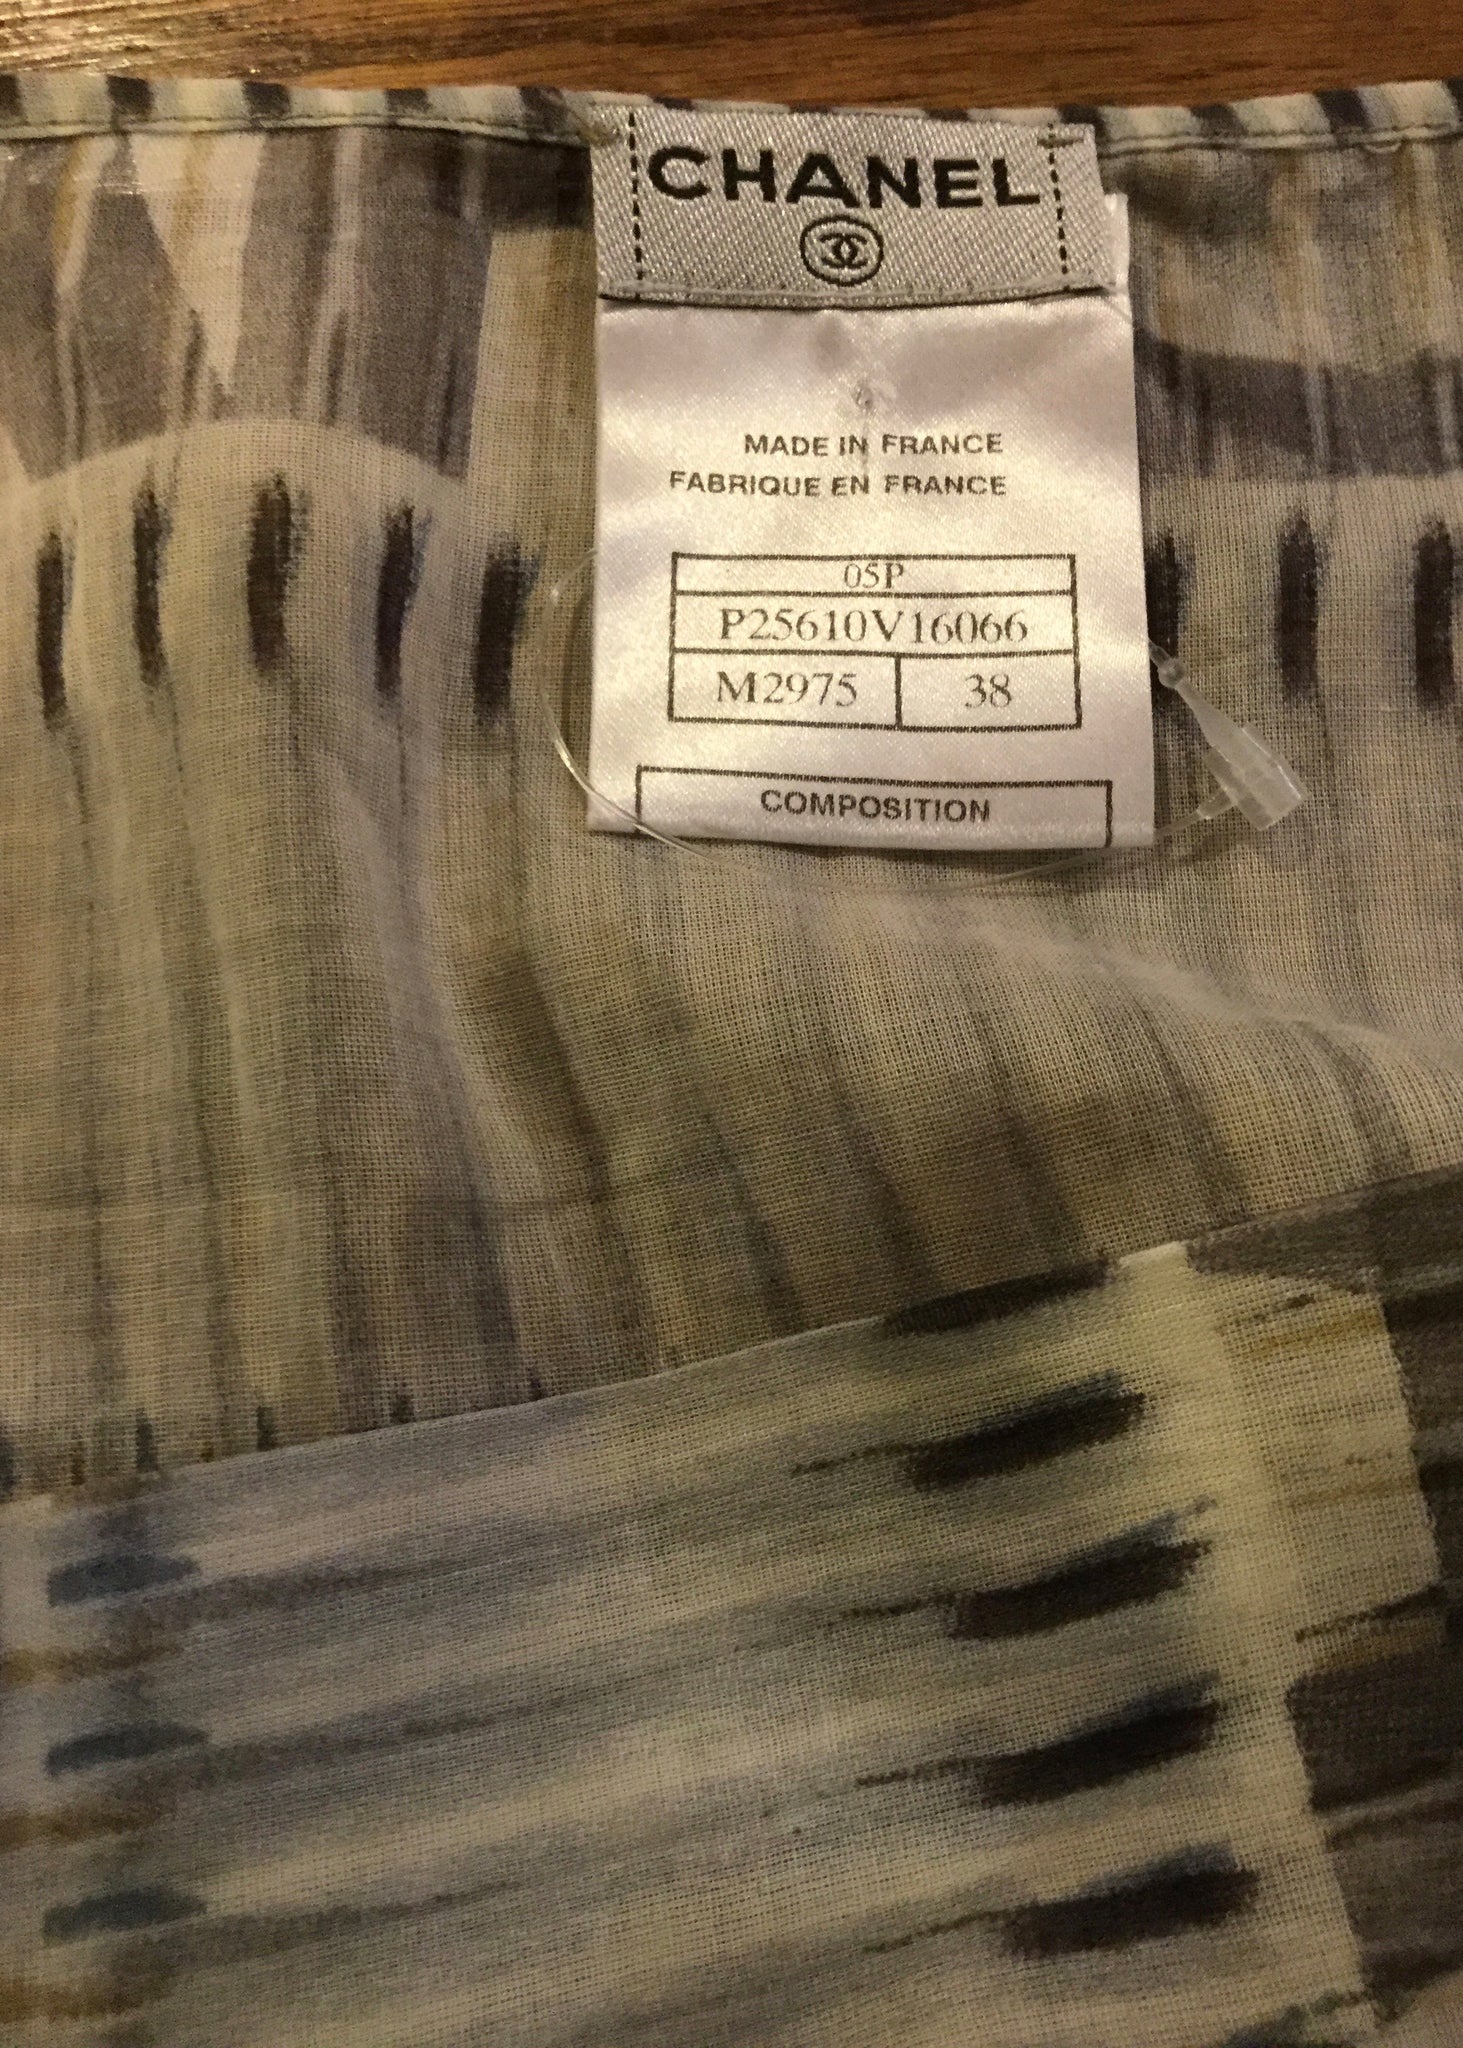 CHANEL
MADE IN FRANCE
FABRIQUE EN FRANCE
05P
P25610V16066
M2975 38
COMPOSITION